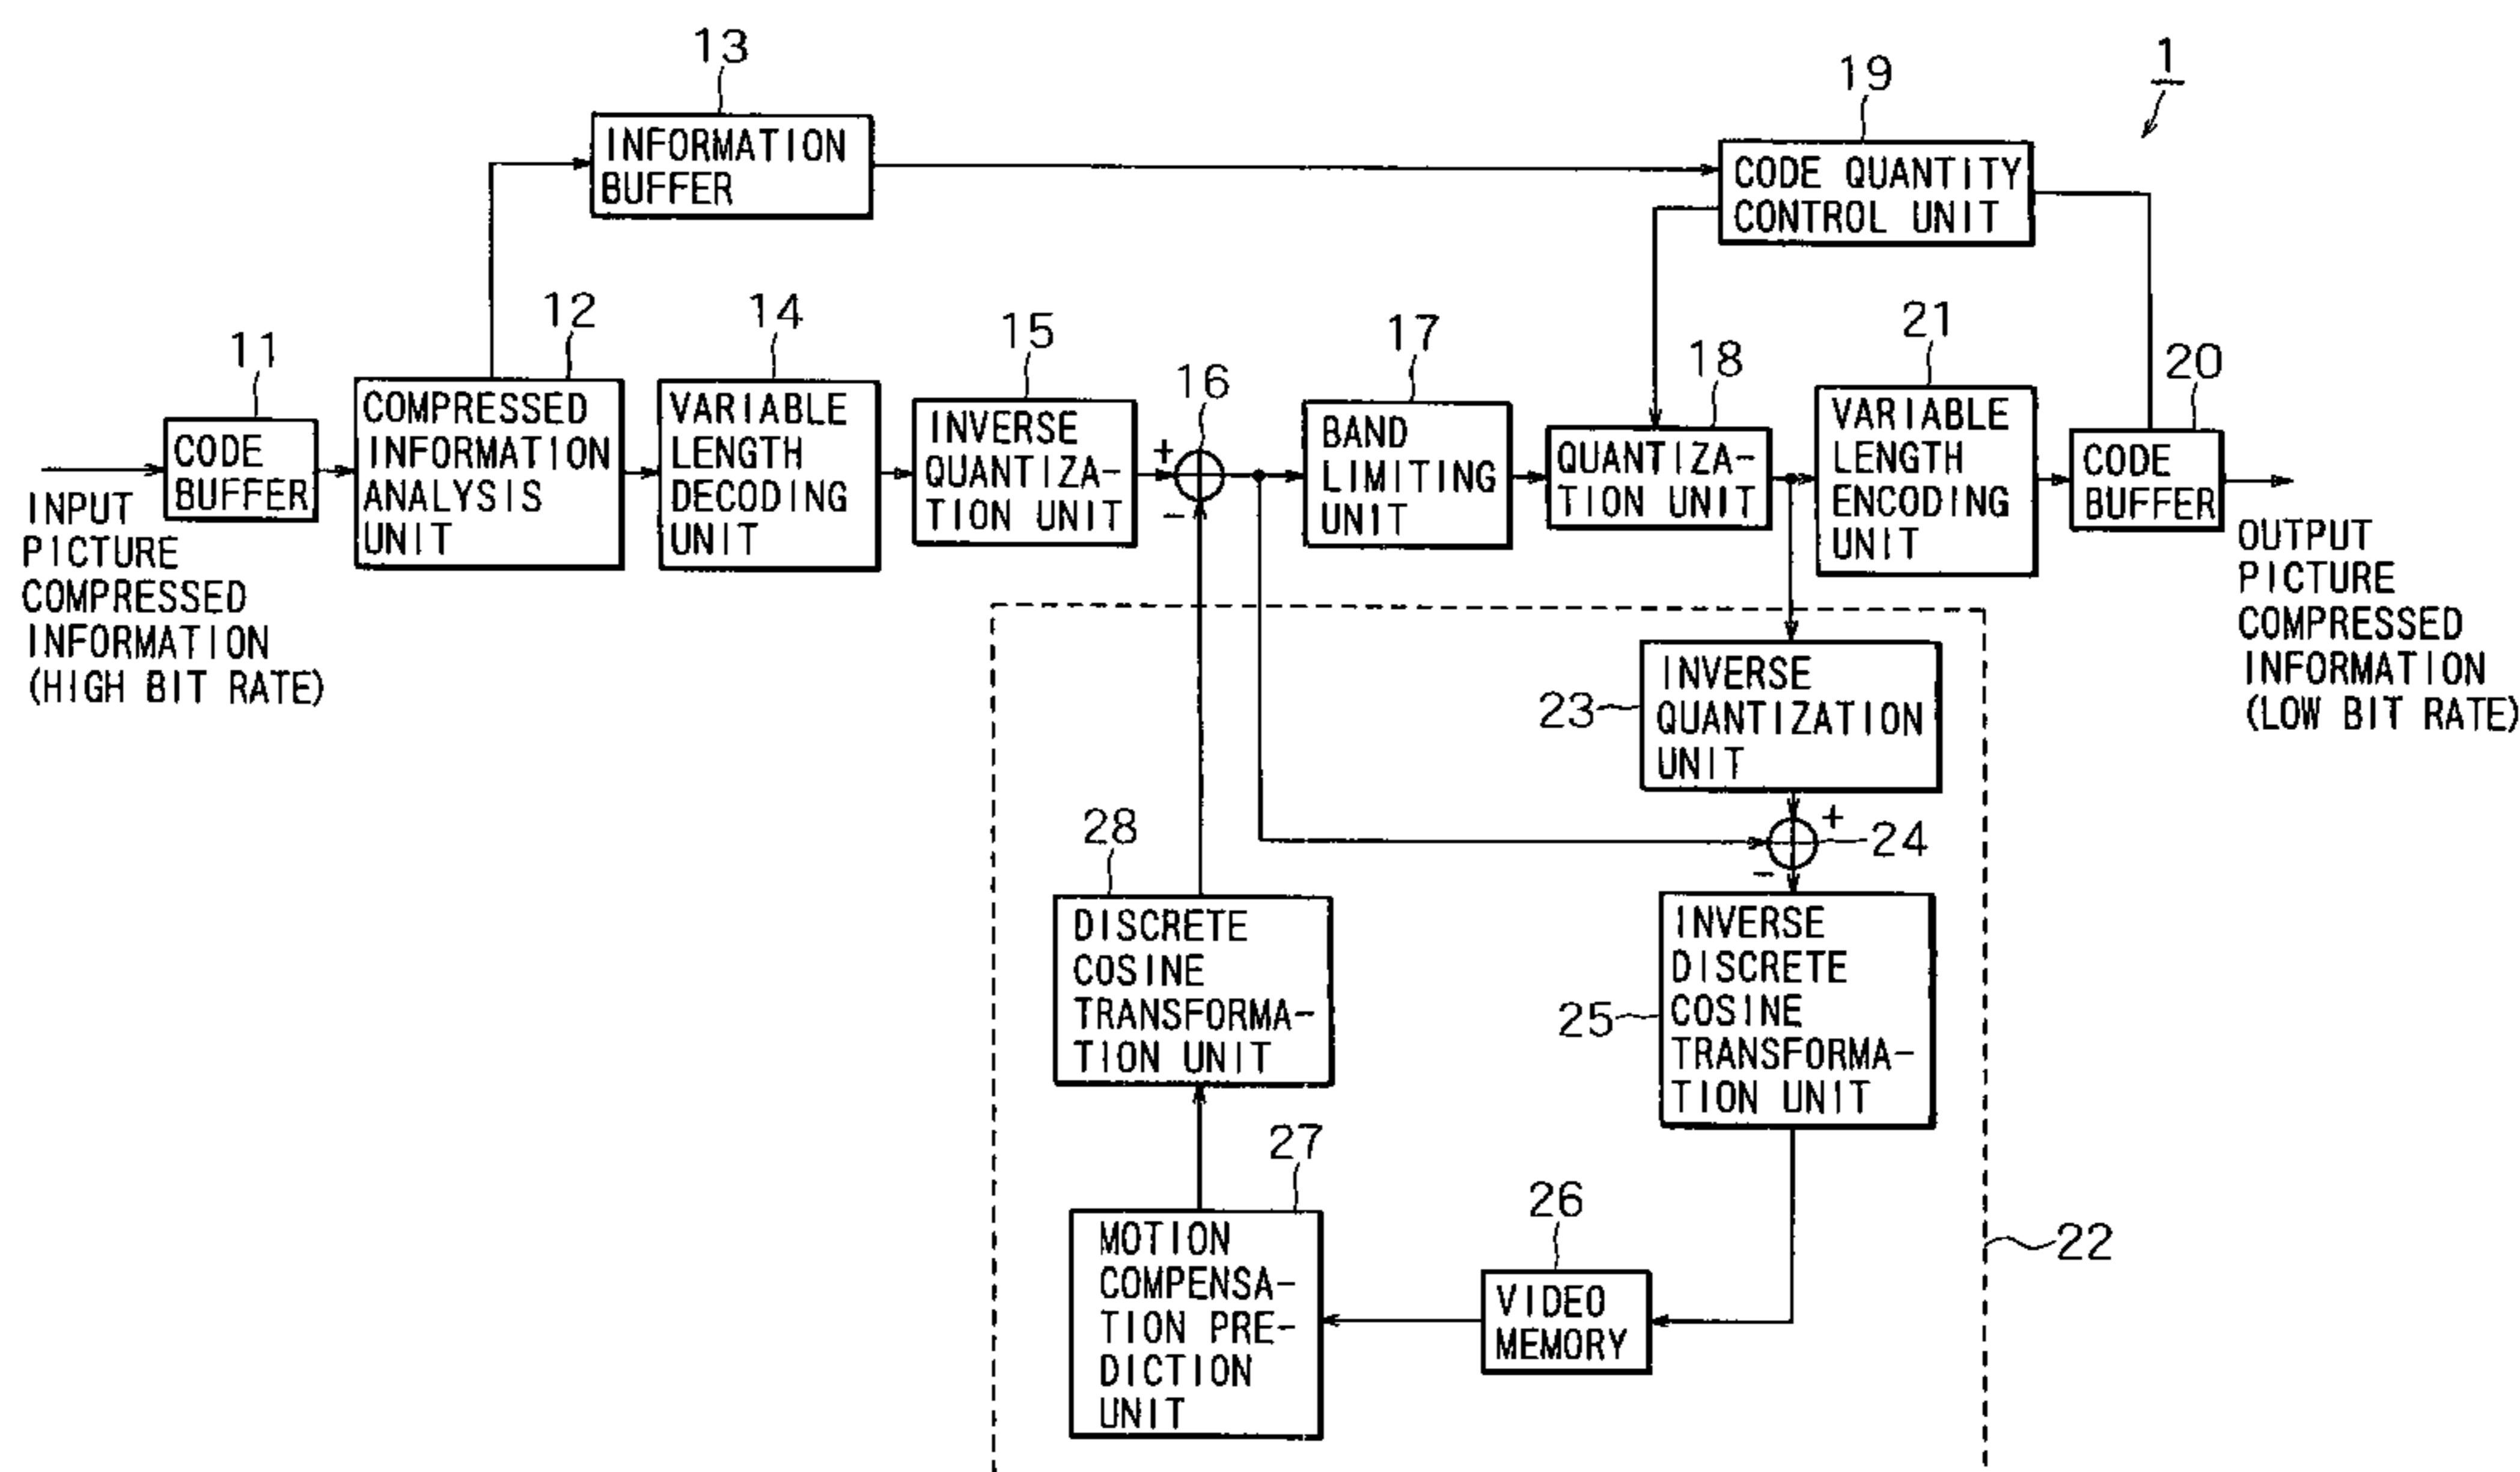 13
1
19
INFORMATION
BUFFER
CODE QUANTITY
CONTROL UNIT
11
12
14
15
16
17
18
21
20
CODE
BUFFER
COMPRESSED
INFORMATION
ANALYSIS
UNIT
VARIABLE
LENGTH
DECODING
UNIT
INVERSE
QUANTIZA-
TION UNIT
+
-
BAND
LIMITING
UNIT
QUANTIZA-
TION UNIT
VARIABLE
LENGTH
ENCODING
UNIT
CODE
BUFFER
INPUT
PICTURE
COMPRESSED
INFORMATION
(HIGH BIT RATE)
OUTPUT
PICTURE
COMPRESSED
INFORMATION
(LOW BIT RATE)
23
INVERSE
QUANTIZATION
UNIT
+
24
-
28
DISCRETE
COSINE
TRANSFORMA-
TION UNIT
25
INVERSE
DISCRETE
COSINE
TRANSFORMA-
TION UNIT
27
MOTION
COMPENSA-
TION PRE-
DICTION
UNIT
26
VIDEO
MEMORY
22